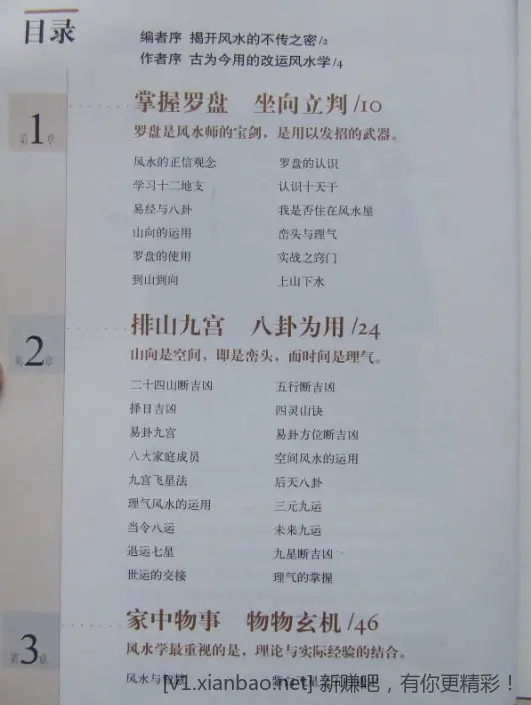 目录
编者序 揭开风水的不传之密/2
作者序 古为今用的改运风水学/4
第1章
掌握罗盘 坐向立判/10
罗盘是风水师的宝剑，是用以发招的武器。
风水的正信观念 罗盘的认识
学习十二地支 认识十天干
易经与八卦 我是否住在风水屋
山向的运用 峦头与理气
罗盘的使用 实战之窍门
到山到向 上山下水
第2章
排山九宫 八卦为用/24
山向是空间，即是峦头，而时间是理气。
二十四山断吉凶 五行断吉凶
择日吉凶 四灵山诀
易卦九宫 易卦方位断吉凶
八大家庭成员 空间风水的运用
九宫飞星法 后天八卦
理气风水的运用 三元九运
当令八运 未来九运
退运七星 九星断吉凶
世运的交接 理气的掌握
第3章
家中物事 物物玄机/46
风水学最重视的是，理论与实际经验的结合。
风水与
[v1.xianbao.net] 新赚吧，有你更精彩！